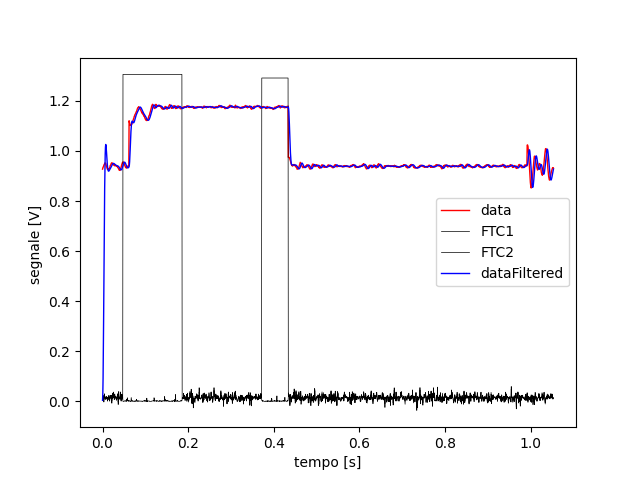 1.2
1.0
0.8
0.6
0.4
0.2
0.0
segnale [V]
data
FTC1
FTC2
dataFiltered
0.0 0.2 0.4 0.6 0.8 1.0
tempo [s]